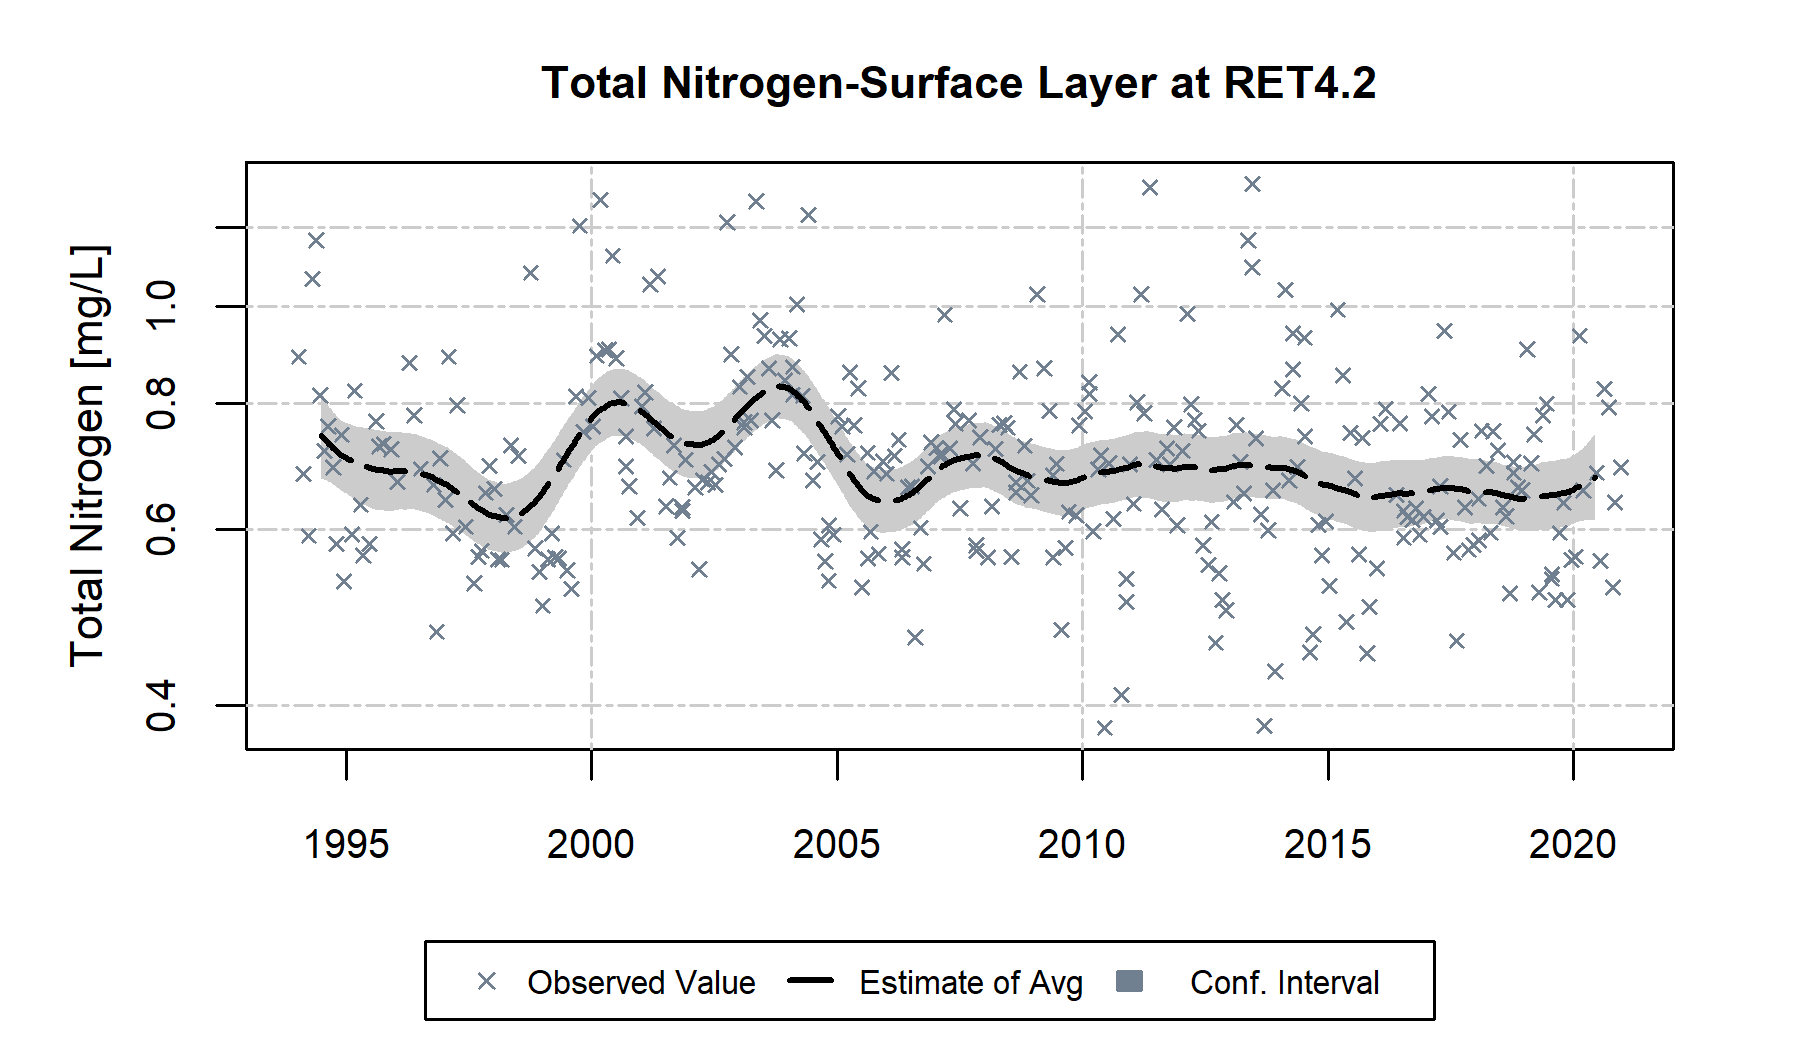 Total Nitrogen-Surface Layer at RET4.2
Total Nitrogen [mg/L]
1.0
0.8
0.6
0.4
1995 2000 2005 2010 2015 2020
Observed Value Estimate of Avg Conf. Interval